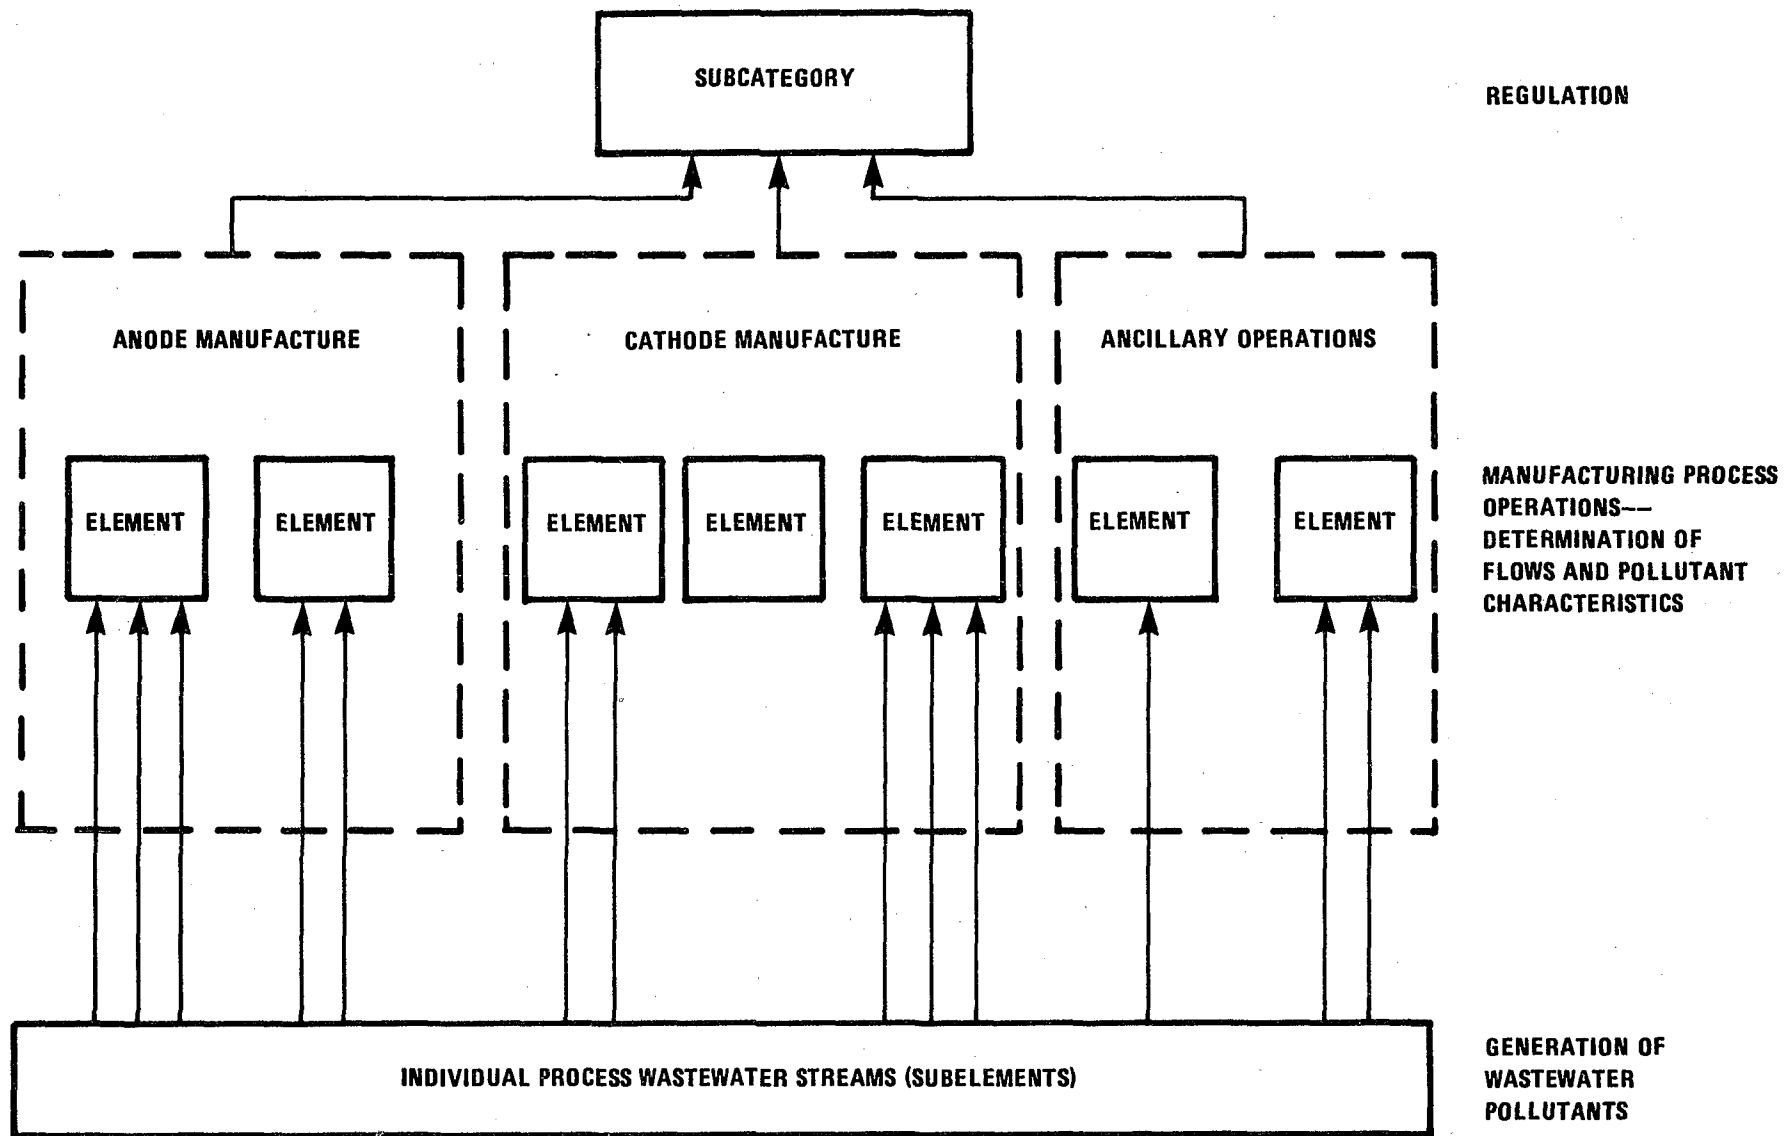 SUBCATEGORY
REGULATION
ANODE MANUFACTURE
CATHODE MANUFACTURE
ANCILLARY OPERATIONS
ELEMENT
ELEMENT
ELEMENT
ELEMENT
ELEMENT
ELEMENT
ELEMENT
MANUFACTURING PROCESS
OPERATIONS—
DETERMINATION OF
FLOWS AND POLLUTANT
CHARACTERISTICS
INDIVIDUAL PROCESS WASTEWATER STREAMS (SUBELEMENTS)
GENERATION OF
WASTEWATER
POLLUTANTS